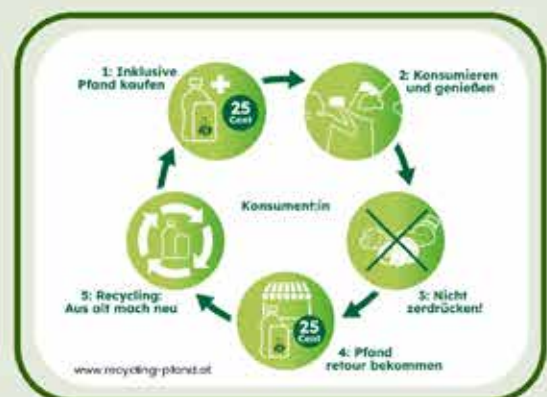 1: Inklusive
Pfand kaufen
25
Cent
2: Konsumieren
und genießen
Konsument:in
3: Nicht
zerdrücken!
4: Pfand
retour bekommen
25
Cent
5: Recycling:
Aus alt mach neu
www.recycling-pfand.at